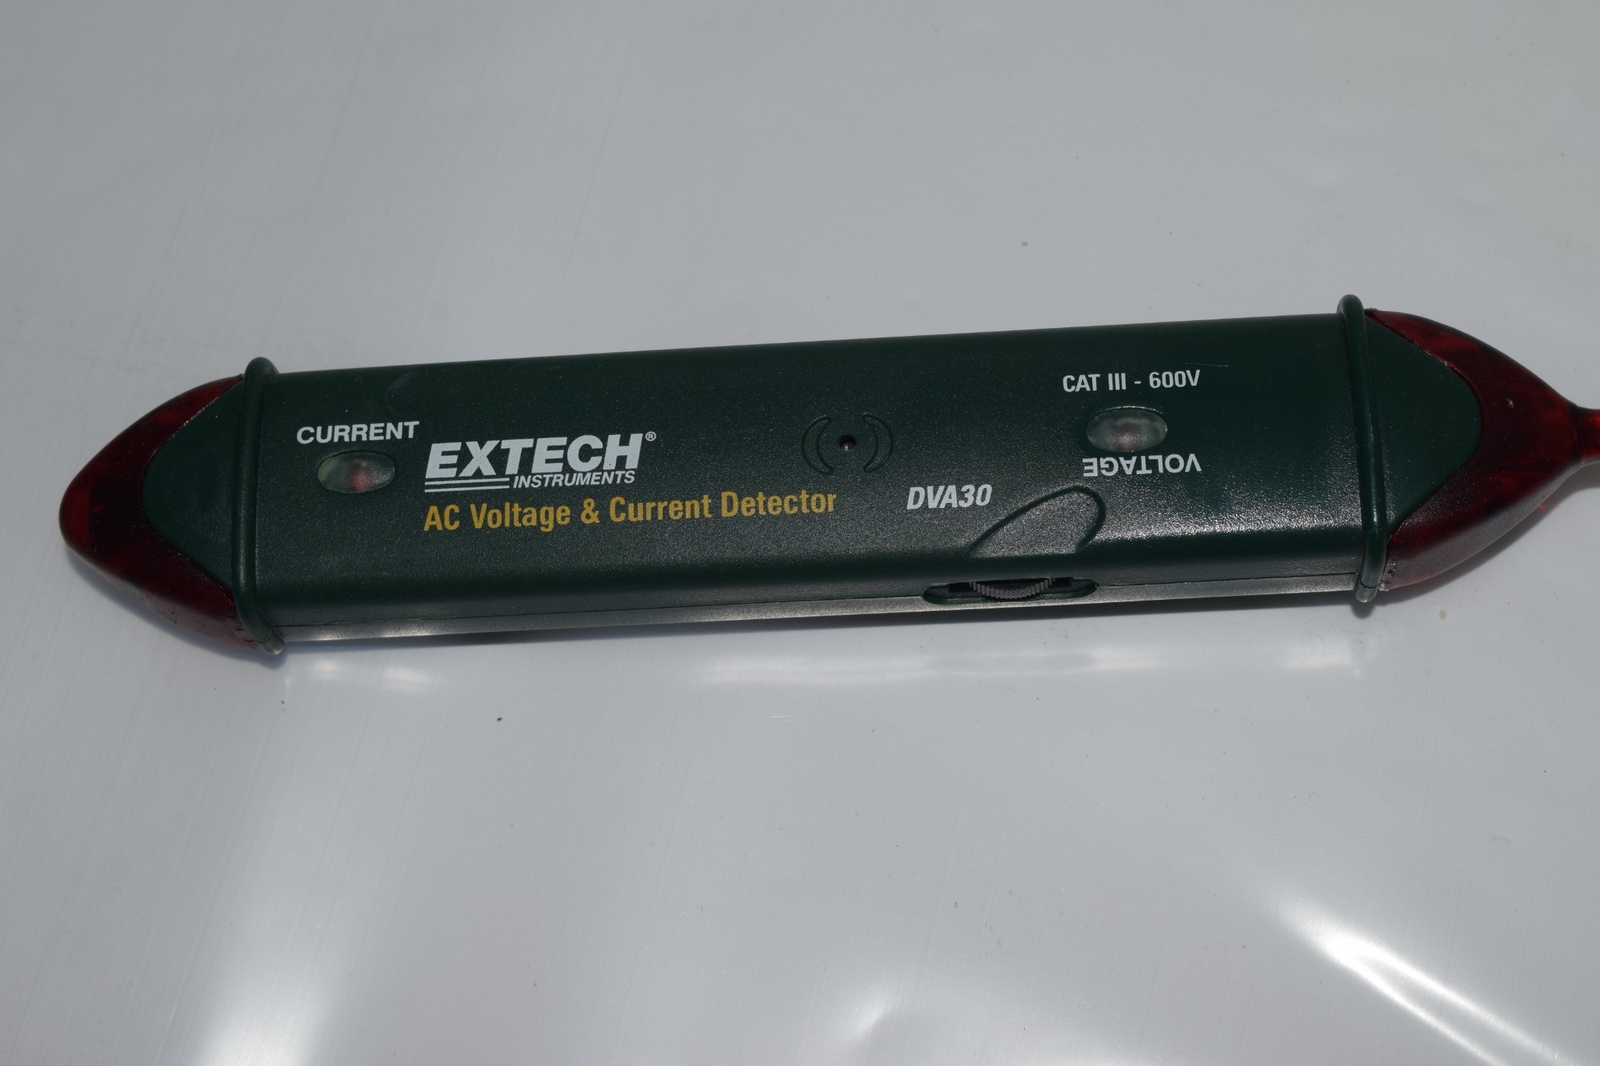 CURRENT
EXTECH®
INSTRUMENTS
AC Voltage & Current Detector
DVA30
CAT III - 600V
VOLTAGE